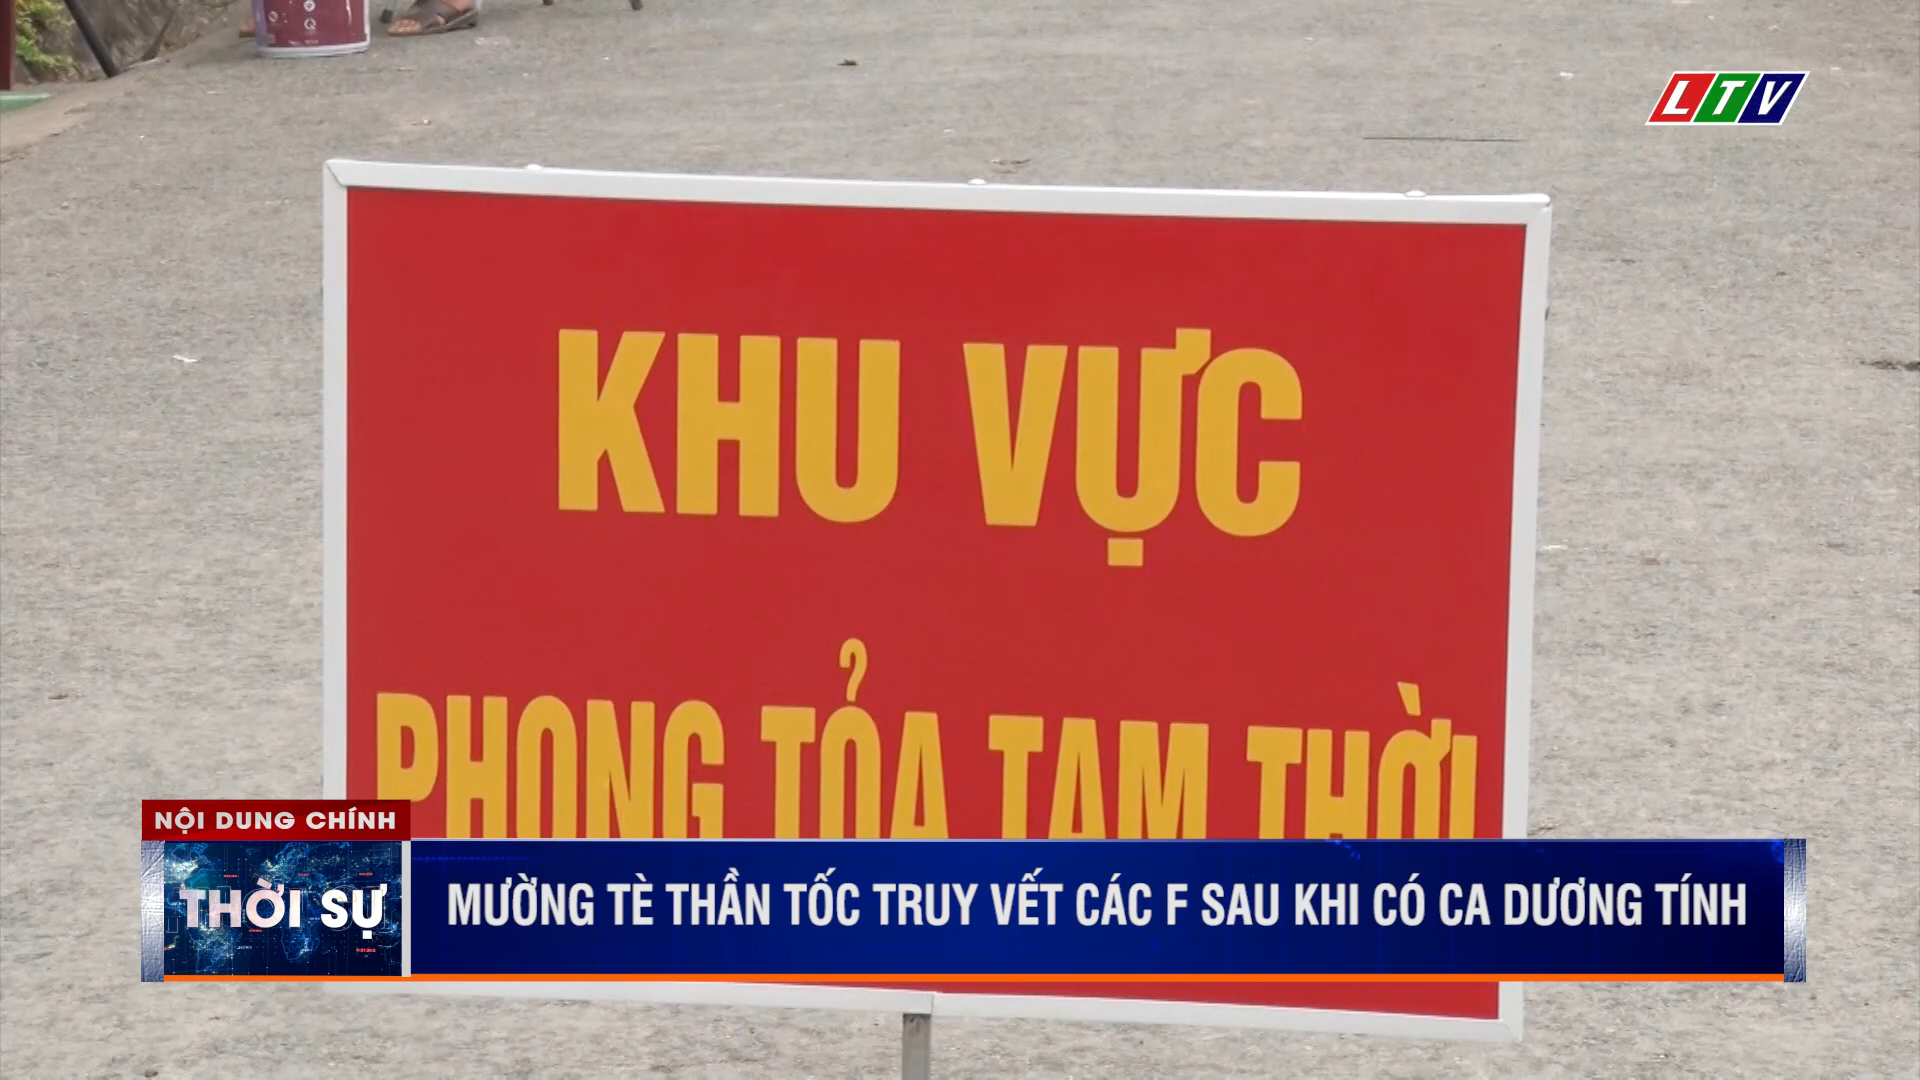 LTV
KHU VỰC
PHONG TỎA TẠM THỜI
NỘI DUNG CHÍNH
THỜI SỰ
MƯỜNG TÈ THẦN TỐC TRUY VẾT CÁC F SAU KHI CÓ CA DƯƠNG TÍNH